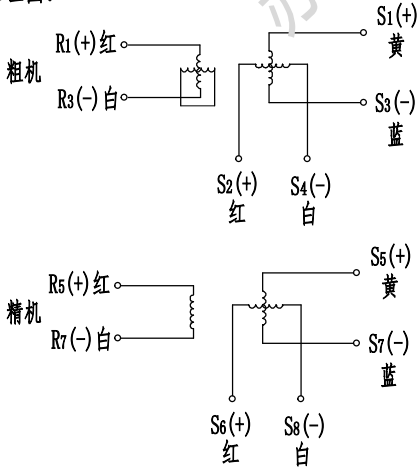 R1(+)红
粗机
R3(-)白
S1(+)
黄
S3(-)
蓝
S2(+)
红
S4(-)
白
R5(+)红
精机
R7(-)白
S5(+)
黄
S7(-)
蓝
S6(+)
红
S8(-)
白